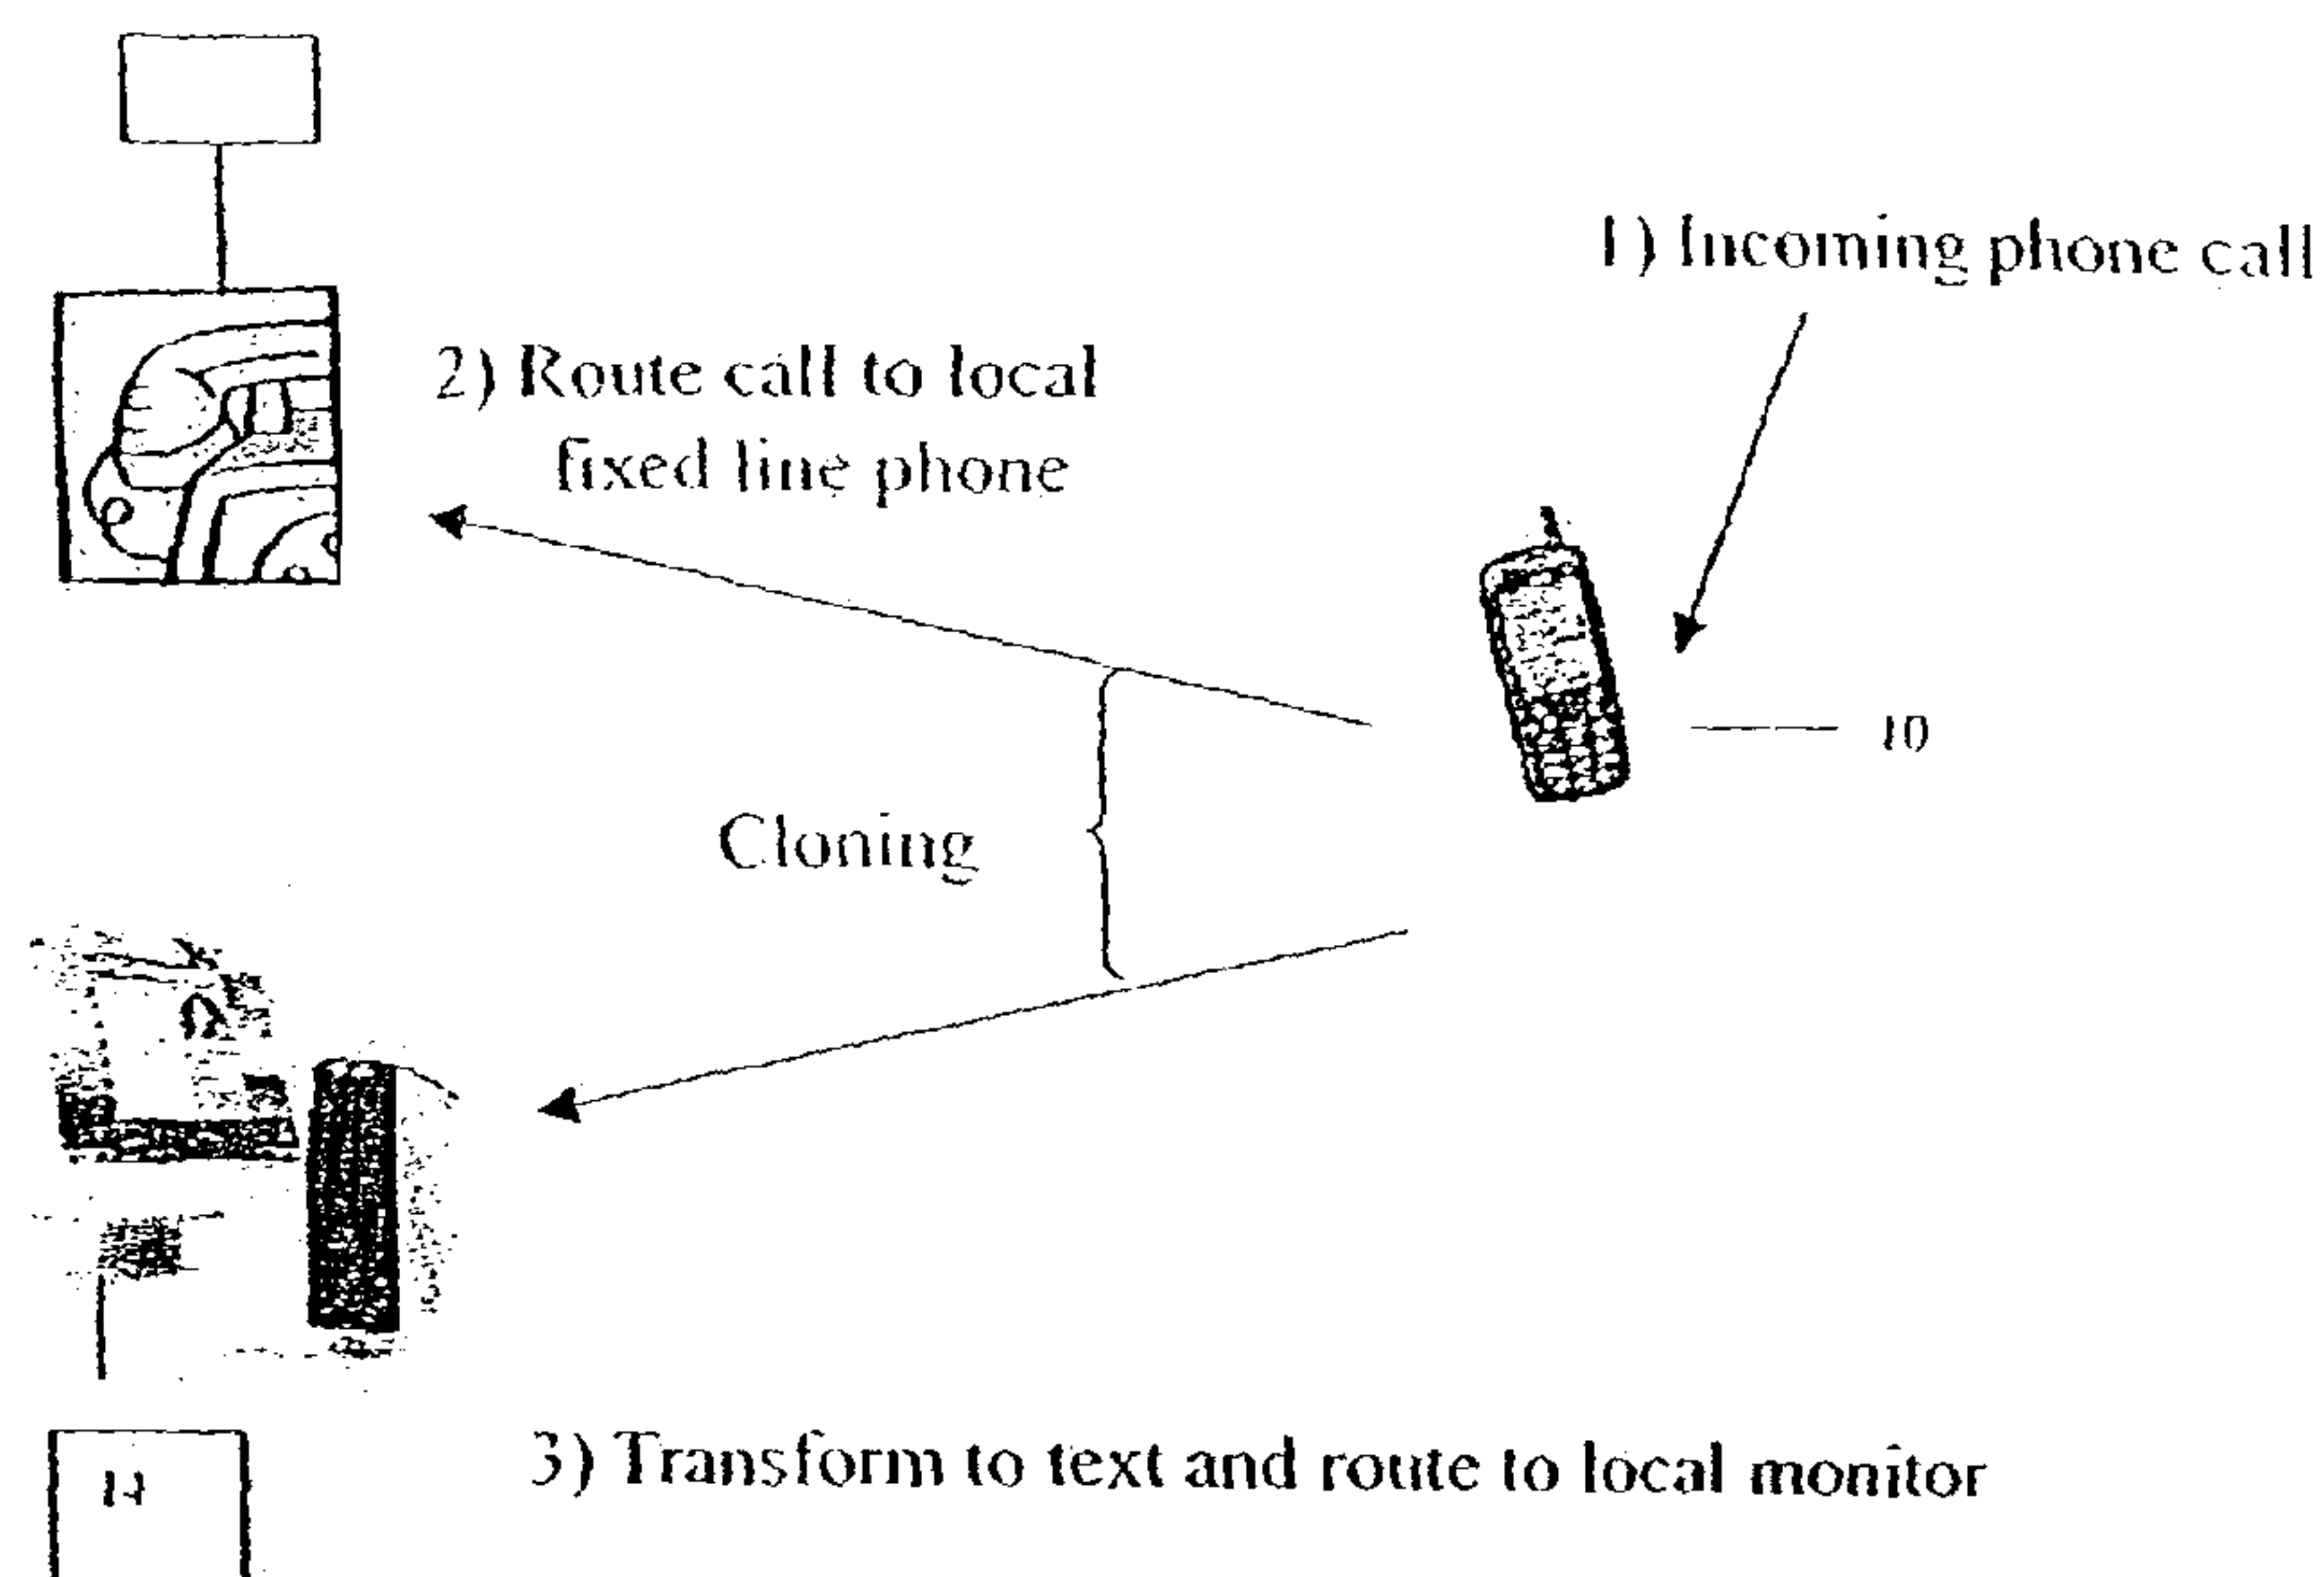 1) Incoming phone call
2) Route call to local
fixed line phone
10
Cloning
3) Transform to text and route to local monitor